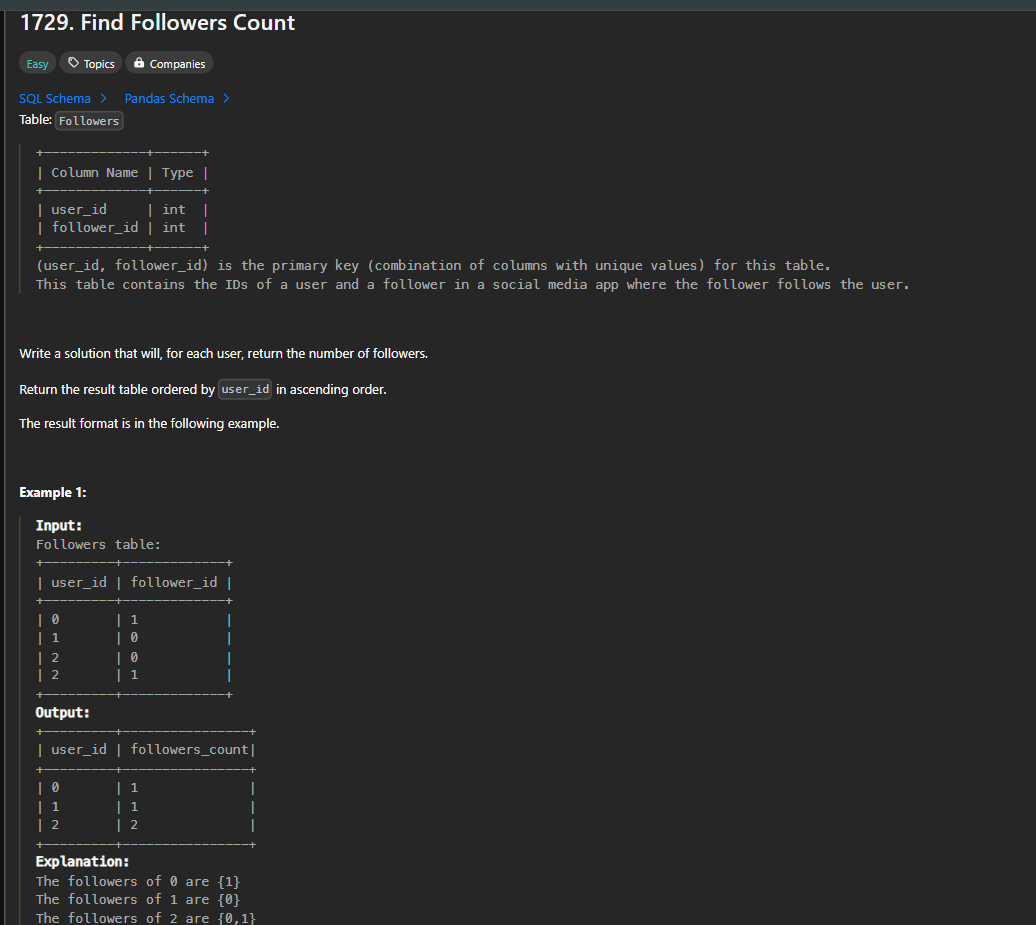 1729. Find Followers Count
Easy Topics Companies
SQL Schema > Pandas Schema >
Table: Followers
+-------------+------+
| Column Name | Type |
+-------------+------+
| user_id     | int  |
| follower_id | int  |
+-------------+------+
(user_id, follower_id) is the primary key (combination of columns with unique values) for this table.
This table contains the IDs of a user and a follower in a social media app where the follower follows the user.
Write a solution that will, for each user, return the number of followers.
Return the result table ordered by user_id in ascending order.
The result format is in the following example.
Example 1:
Input:
Followers table:
+---------+-------------+
| user_id | follower_id |
+---------+-------------+
| 0       | 1           |
| 1       | 0           |
| 2       | 0           |
| 2       | 1           |
+---------+-------------+
Output:
+---------+----------------+
| user_id | followers_count|
+---------+----------------+
| 0       | 1              |
| 1       | 1              |
| 2       | 2              |
+---------+----------------+
Explanation:
The followers of 0 are {1}
The followers of 1 are {0}
The followers of 2 are {0,1}